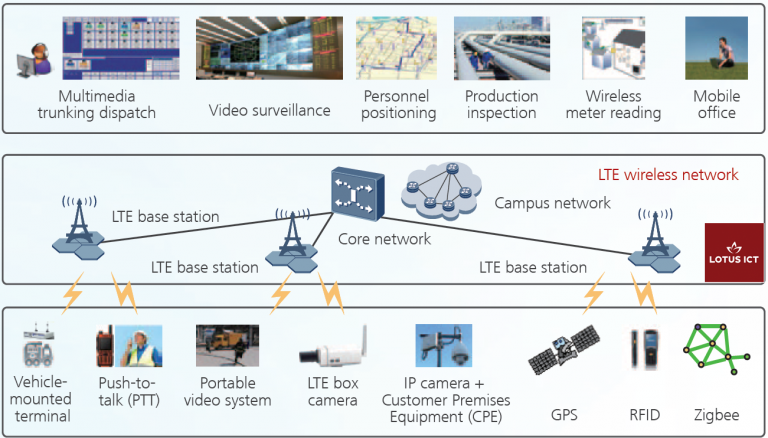 Multimedia
trunking dispatch
Video surveillance
Personnel
positioning
Production
inspection
Wireless
meter reading
Mobile
office
LTE wireless network
LTE base station
Campus network
Core network
LTE base station
LTE base station
LOTUS ICT
Vehicle-
mounted
terminal
Push-to-
talk (PTT)
Portable
video system
LTE box
camera
IP camera +
Customer Premises
Equipment (CPE)
GPS
RFID
Zigbee